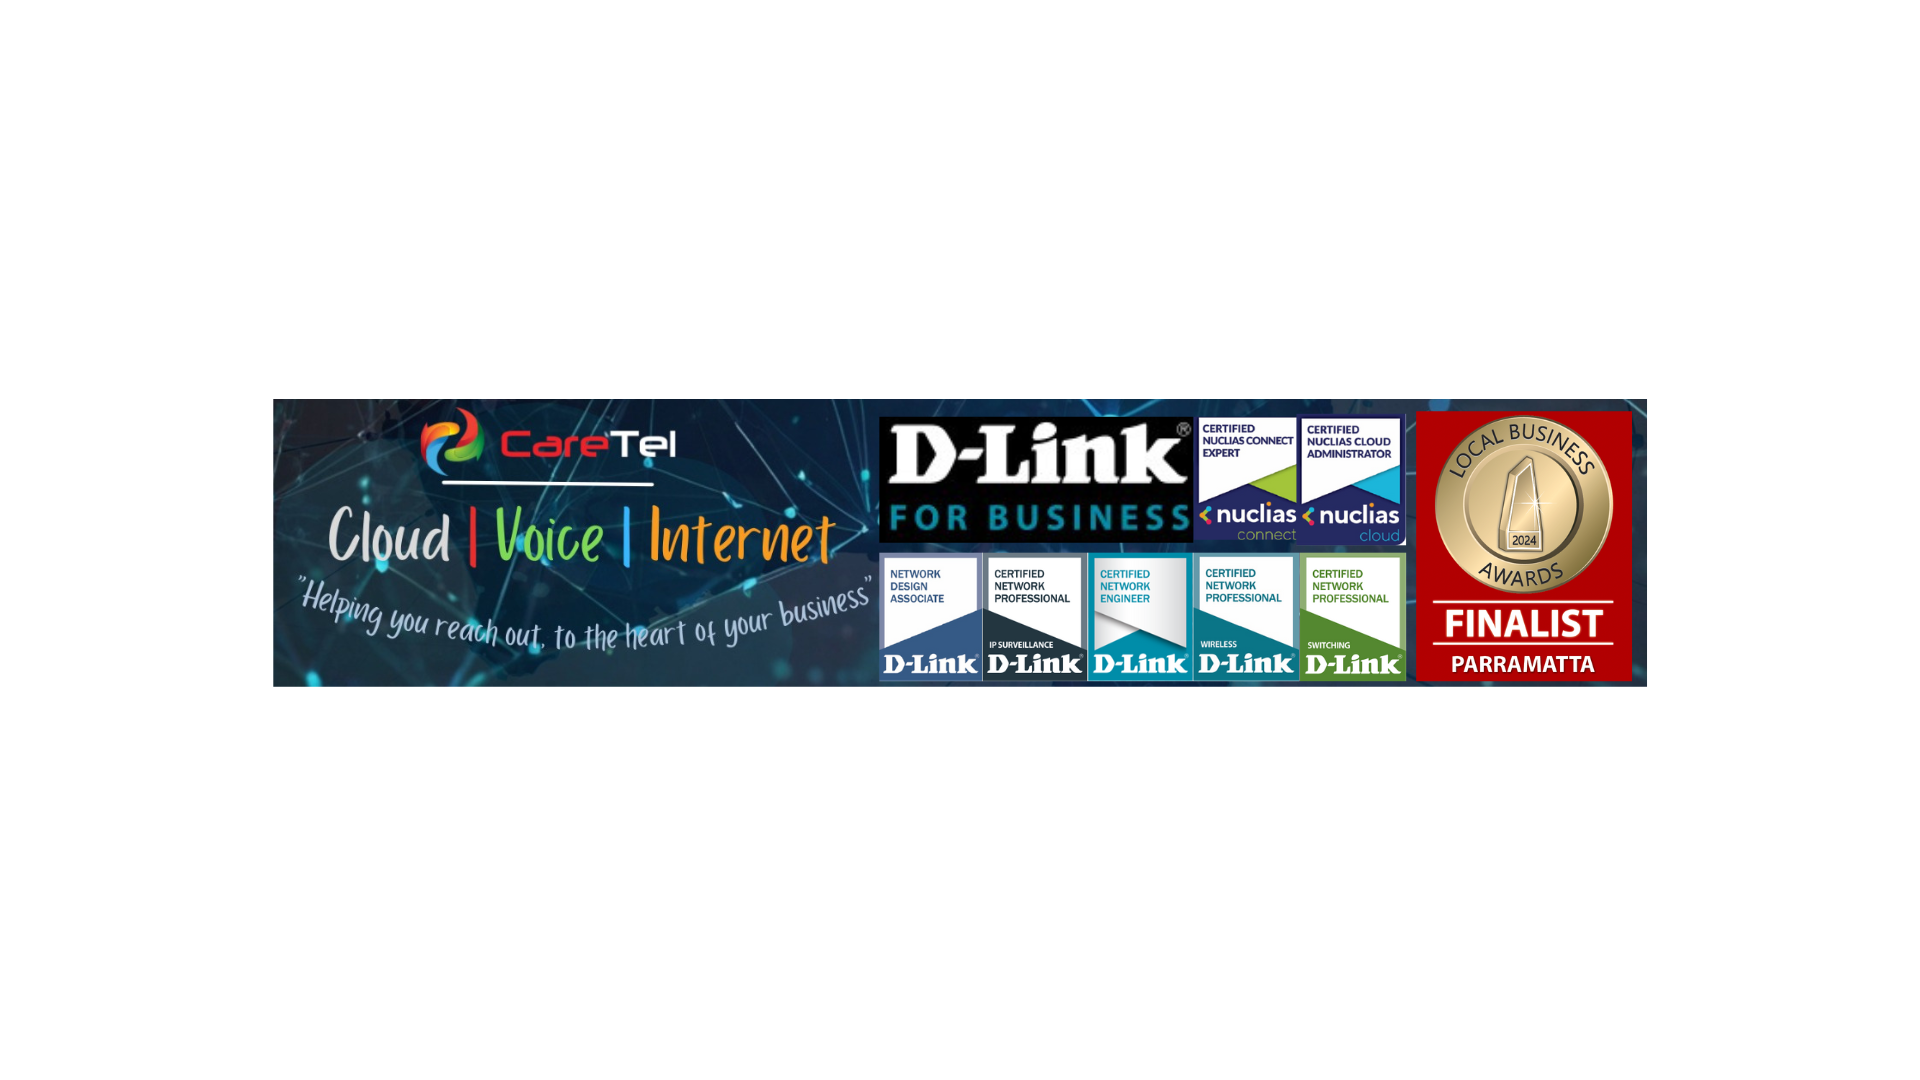 CareTel
Cloud | Voice | Internet
"Helping you reach out, to the heart of your business"
D-Link®
FOR BUSINESS
CERTIFIED
NUCLIAS CONNECT
EXPERT
nuclias
connect
CERTIFIED
NUCLIAS CLOUD
ADMINISTRATOR
nuclias
cloud
NETWORK
DESIGN
ASSOCIATE
D-Link
CERTIFIED
NETWORK
PROFESSIONAL
IP SURVEILLANCE
D-Link
CERTIFIED
NETWORK
ENGINEER
D-Link
CERTIFIED
NETWORK
PROFESSIONAL
WIRELESS
D-Link
CERTIFIED
NETWORK
PROFESSIONAL
SWITCHING
D-Link
LOCAL BUSINESS
2024
AWARDS
FINALIST
PARRAMATTA